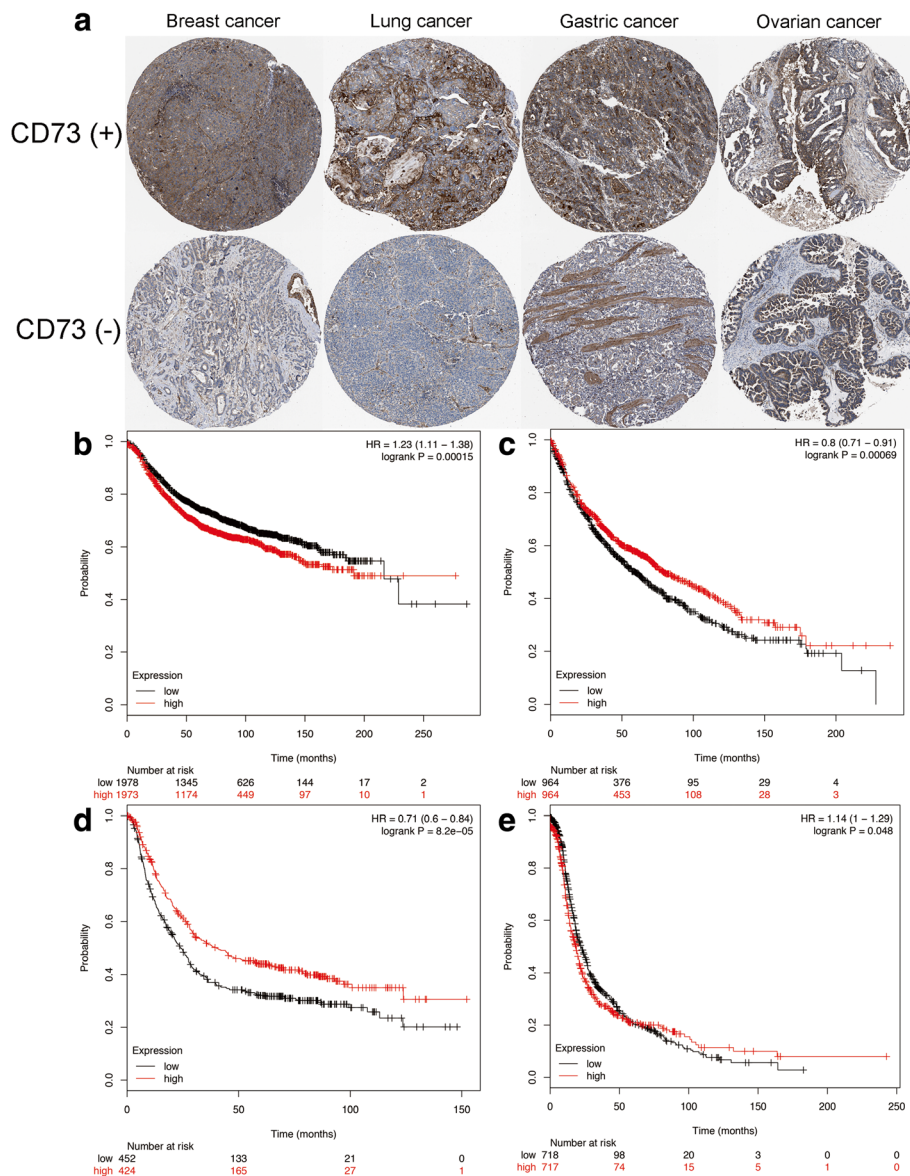 a
Breast cancer
Lung cancer
Gastric cancer
Ovarian cancer
CD73 (+)
CD73 (-)
b
HR = 1.23 (1.11 – 1.38)
logrank P = 0.00015
1.0
0.8
0.6
0.4
0.2
0.0
Probability
Expression
low
high
0 50 100 150 200 250
Time (months)
Number at risk
low 1978 1345 626 144 17 2
high 1973 1174 449 97 10 1
c
HR = 0.8 (0.71 – 0.91)
logrank P = 0.00069
1.0
0.8
0.6
0.4
0.2
0.0
Probability
Expression
low
high
0 50 100 150 200
Time (months)
Number at risk
low 964 376 95 29 4
high 964 453 108 28 3
d
HR = 0.71 (0.6 – 0.84)
logrank P = 8.2e−05
1.0
0.8
0.6
0.4
0.2
0.0
Probability
Expression
low
high
0 50 100 150
Time (months)
Number at risk
low 452 133 21 0
high 424 165 27 1
e
HR = 1.14 (1 – 1.29)
logrank P = 0.048
1.0
0.8
0.6
0.4
0.2
0.0
Probability
Expression
low
high
0 50 100 150 200 250
Time (months)
Number at risk
low 718 98 20 3 0 0
high 717 74 15 5 1 0